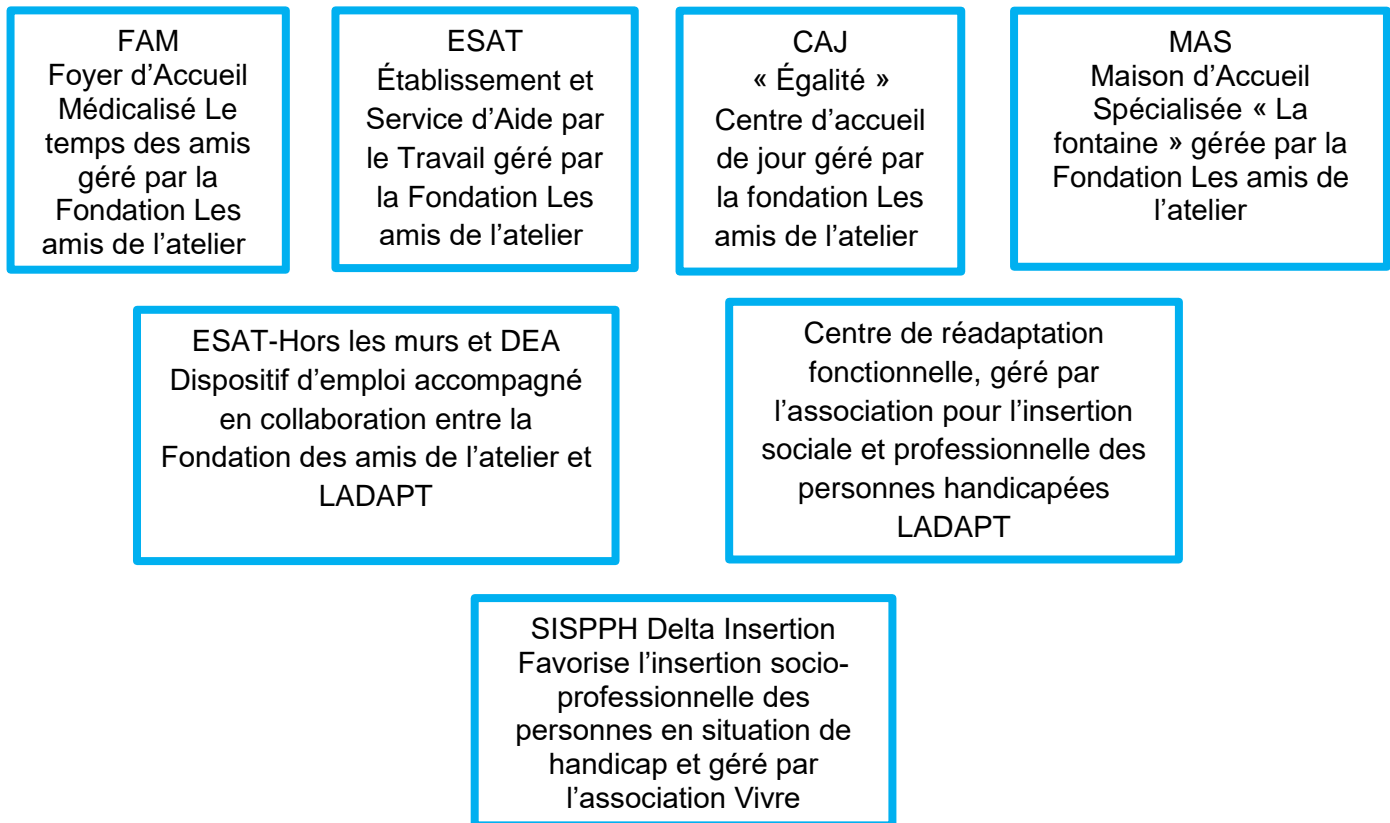 FAM
Foyer d’Accueil
Médicalisé Le
temps des amis
géré par la
Fondation Les
amis de l’atelier
ESAT
Établissement et
Service d’Aide par
le Travail géré par
la Fondation Les
amis de l’atelier
CAJ
« Égalité »
Centre d’accueil
de jour géré par
la fondation Les
amis de l’atelier
MAS
Maison d’Accueil
Spécialisée « La
fontaine » gérée par la
Fondation Les amis de
l’atelier
ESAT-Hors les murs et DEA
Dispositif d’emploi accompagné
en collaboration entre la
Fondation des amis de l’atelier et
LADAPT
Centre de réadaptation
fonctionnelle, géré par
l’association pour l’insertion
sociale et professionnelle des
personnes handicapées
LADAPT
SISPPH Delta Insertion
Favorise l’insertion socio-
professionnelle des
personnes en situation de
handicap et géré par
l’association Vivre